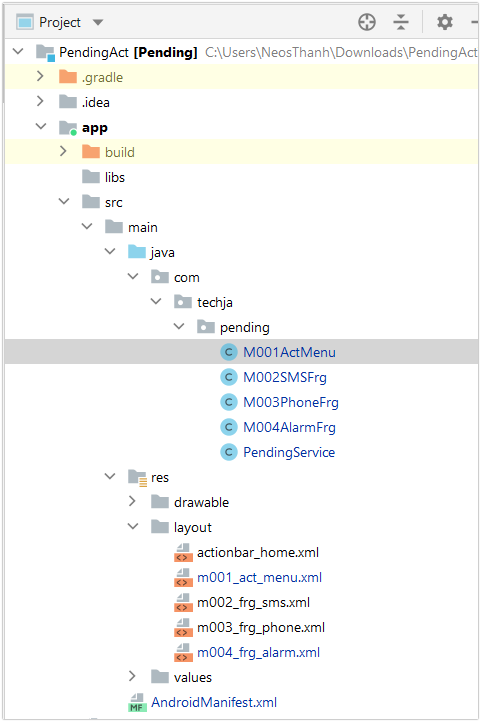 Project
PendingAct [Pending] C:\Users\NeosThanh\Downloads\PendingAct
.gradle
.idea
app
build
libs
src
main
java
com
techja
pending
C M001ActMenu
C M002SMSFrg
C M003PhoneFrg
C M004AlarmFrg
C PendingService
res
drawable
layout
actionbar_home.xml
m001_act_menu.xml
m002_frg_sms.xml
m003_frg_phone.xml
m004_frg_alarm.xml
values
MF AndroidManifest.xml